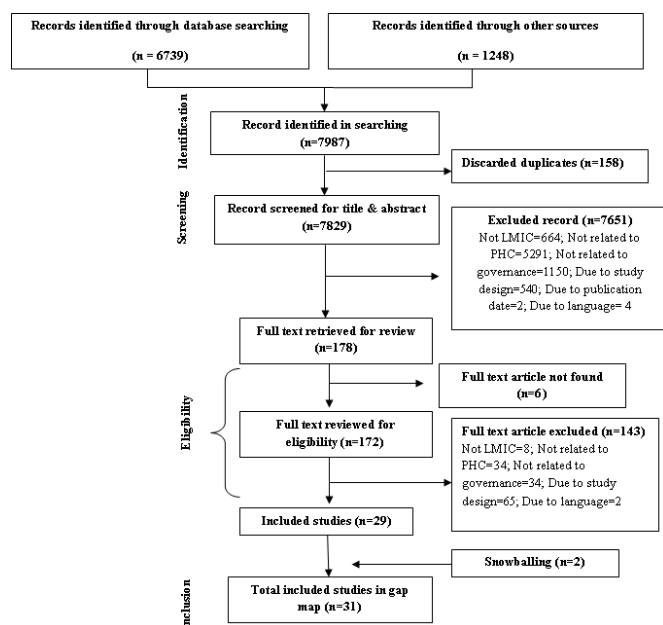 Records identified through database searching
(n = 6739)
Records identified through other sources
(n = 1248)
Identification
Record identified in searching
(n=7987)
Discarded duplicates (n=158)
Screening
Record screened for title & abstract
(n=7829)
Excluded record (n=7651)
Not LMIC=664; Not related to
PHC=5291; Not related to
governance=1150; Due to study
design=540; Due to publication
date=2; Due to language= 4
Full text retrieved for review
(n=178)
Full text article not found
(n=6)
Eligibility
Full text reviewed for
eligibility (n=172)
Full text article excluded (n=143)
Not LMIC=8; Not related to
PHC=34; Not related to
governance=34; Due to study
design=65; Due to language=2
Included studies (n=29)
Snowballing (n=2)
nclusion
Total included studies in gap
map (n=31)